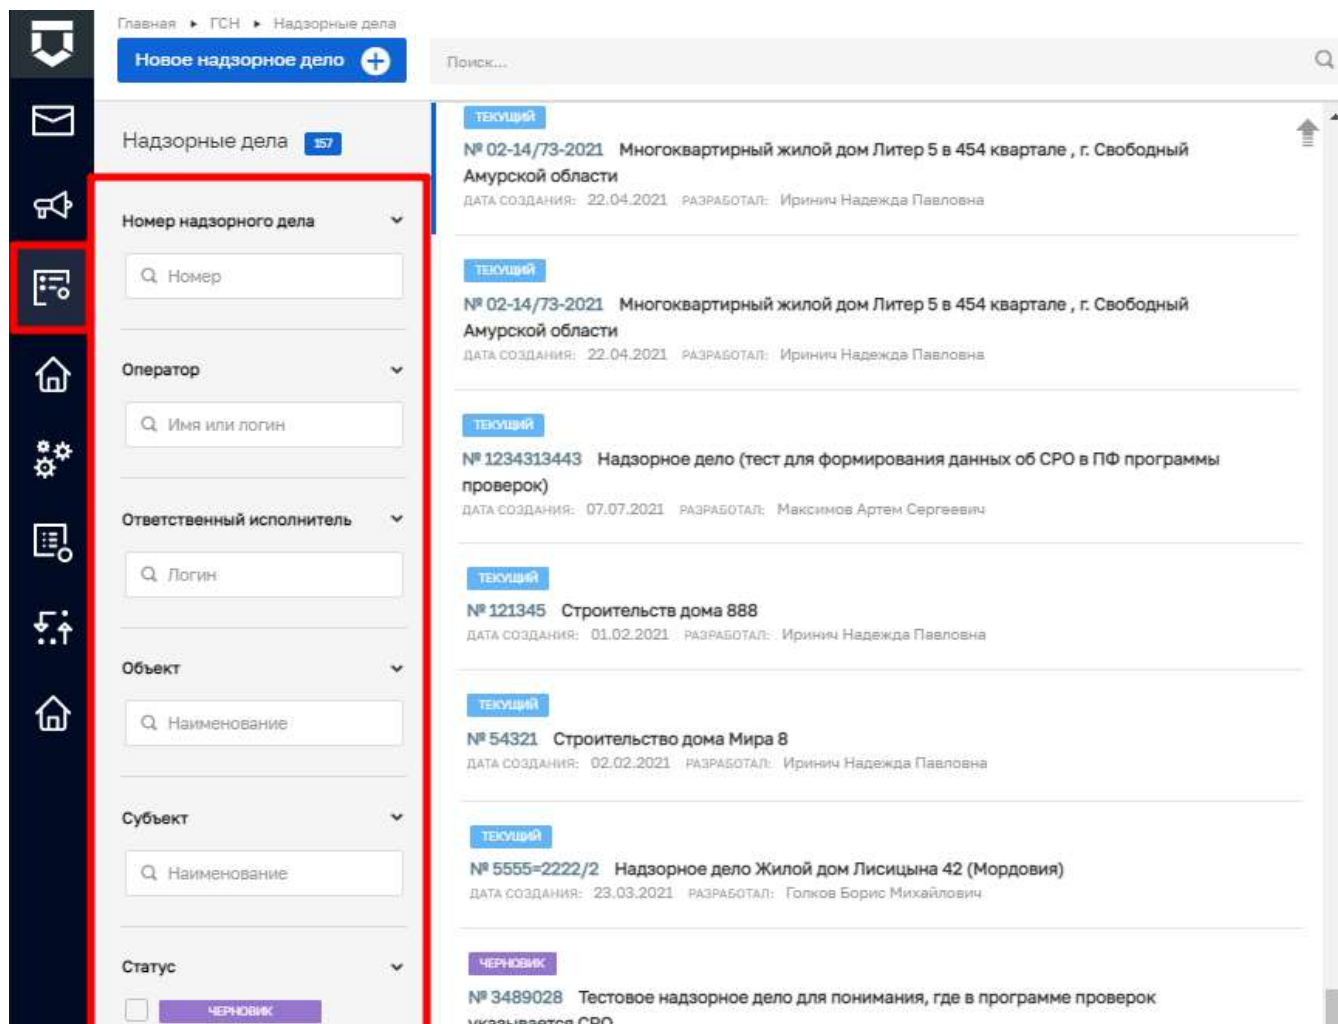 Главная ▸ ГСН ▸ Надзорные дела
Новое надзорное дело
Поиск...
Надзорные дела 157
Номер надзорного дела
Номер
Оператор
Имя или логин
Ответственный исполнитель
Логин
Объект
Наименование
Субъект
Наименование
Статус
ЧЕРНОВИК
ТЕКУЩИЙ
№ 02-14/73-2021 Многоквартирный жилой дом Литер 5 в 454 квартале , г. Свободный
Амурской области
ДАТА СОЗДАНИЯ: 22.04.2021 РАЗРАБОТАЛ: Иринич Надежда Павловна
ТЕКУЩИЙ
№ 02-14/73-2021 Многоквартирный жилой дом Литер 5 в 454 квартале , г. Свободный
Амурской области
ДАТА СОЗДАНИЯ: 22.04.2021 РАЗРАБОТАЛ: Иринич Надежда Павловна
ТЕКУЩИЙ
№ 1234313443 Надзорное дело (тест для формирования данных об СРО в ПФ программы
проверок)
ДАТА СОЗДАНИЯ: 07.07.2021 РАЗРАБОТАЛ: Максимов Артем Сергеевич
ТЕКУЩИЙ
№ 121345 Строительств дома 888
ДАТА СОЗДАНИЯ: 01.02.2021 РАЗРАБОТАЛ: Иринич Надежда Павловна
ТЕКУЩИЙ
№ 54321 Строительство дома Мира 8
ДАТА СОЗДАНИЯ: 02.02.2021 РАЗРАБОТАЛ: Иринич Надежда Павловна
ТЕКУЩИЙ
№ 5555=2222/2 Надзорное дело Жилой дом Лисицына 42 (Мордовия)
ДАТА СОЗДАНИЯ: 23.03.2021 РАЗРАБОТАЛ: Голков Борис Михайлович
ЧЕРНОВИК
№ 3489028 Тестовое надзорное дело для понимания, где в программе проверок
указывается СРО